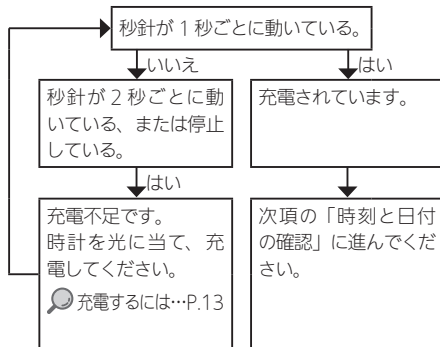 秒針が1秒ごとに動いている。
いいえ
はい
秒針が2秒ごとに動
いている、または停止
している。
充電されています。
はい
充電不足です。
時計を光に当て、充
電してください。
充電するには…P.13
次項の「時刻と日付
の確認」に進んでくだ
さい。